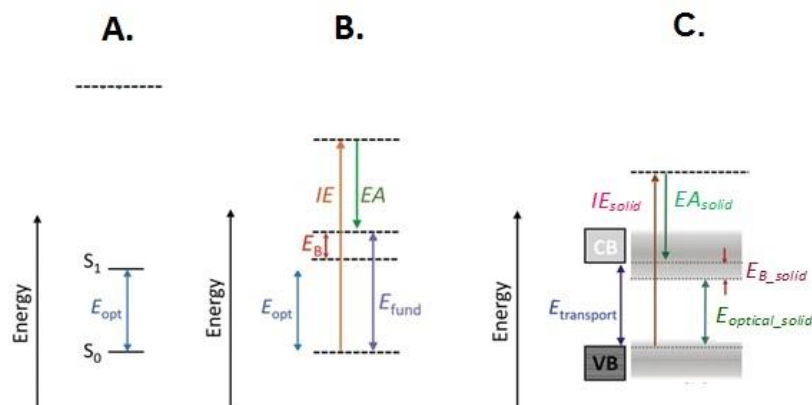 A.
B.
C.
Energy
S1
Eopt
S0
Energy
IE
EA
EB
Eopt
Efund
Energy
IEsolid
EAsolid
CB
EB_solid
Etransport
Eoptical_solid
VB